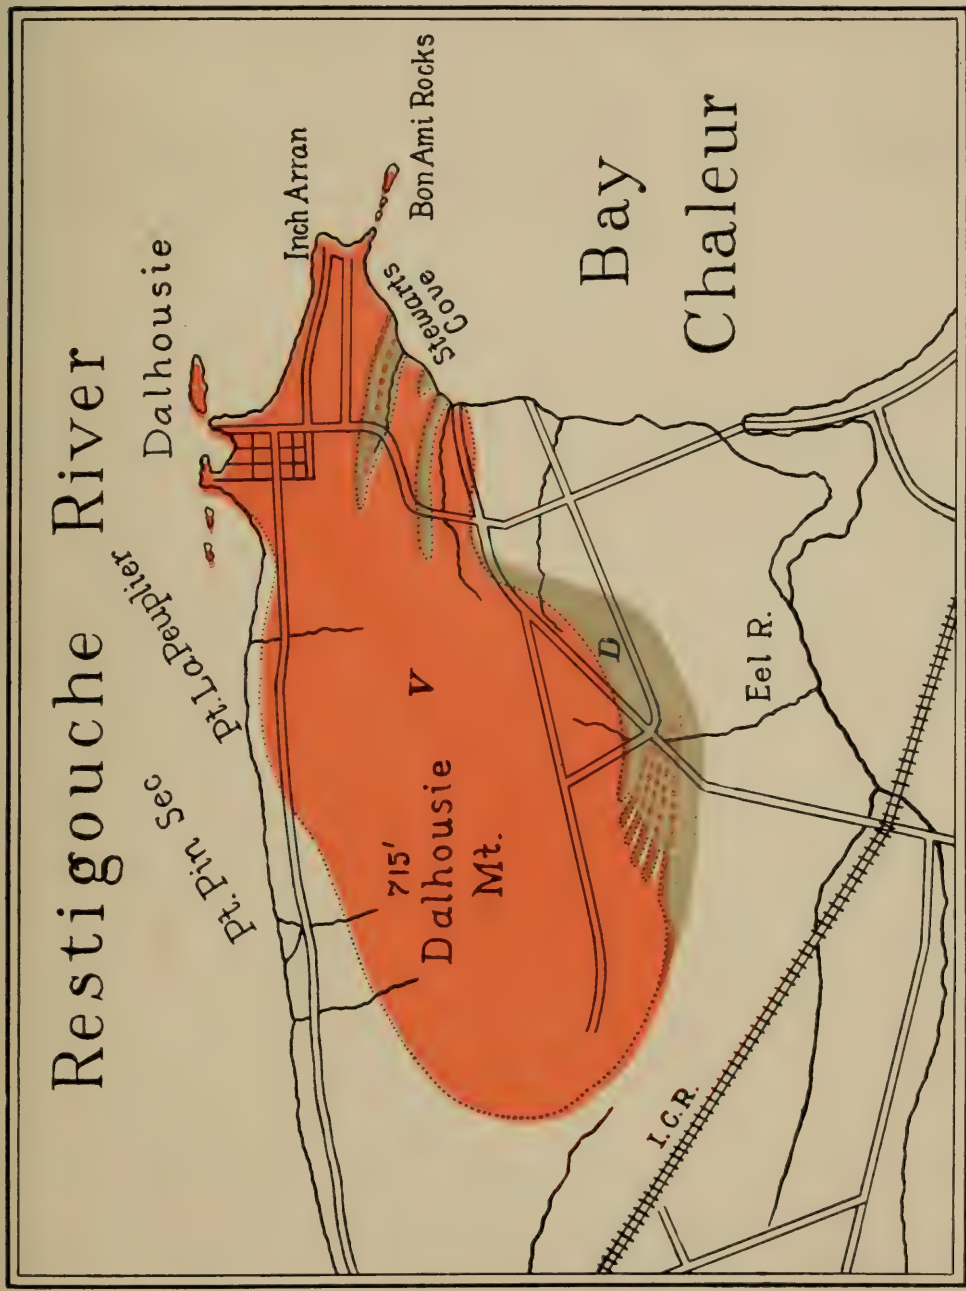 Restigouche River
Dalhousie
Pt. Pin Sec
Pt. La Peuplier
Inch Arran
Bon Ami Rocks
Stewarts
Cove
715'
Dalhousie
Mt.
V
D
Bay
Chaleur
Eel R.
I.C.R.